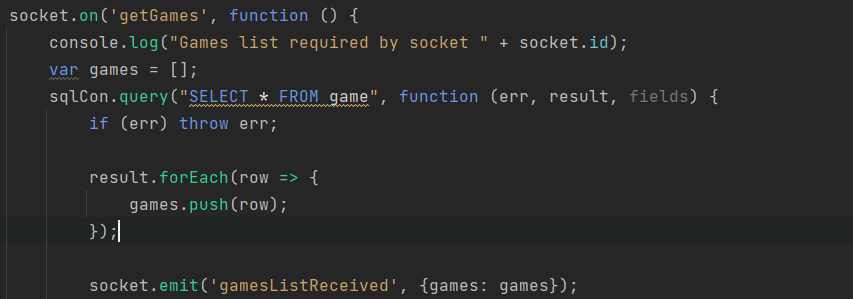 socket.on('getGames', function () {
    console.log("Games list required by socket " + socket.id);
    var games = [];
    sqlCon.query("SELECT * FROM game", function (err, result, fields) {
        if (err) throw err;
        result.forEach(row => {
            games.push(row);
        });
        socket.emit('gamesListReceived', {games: games});